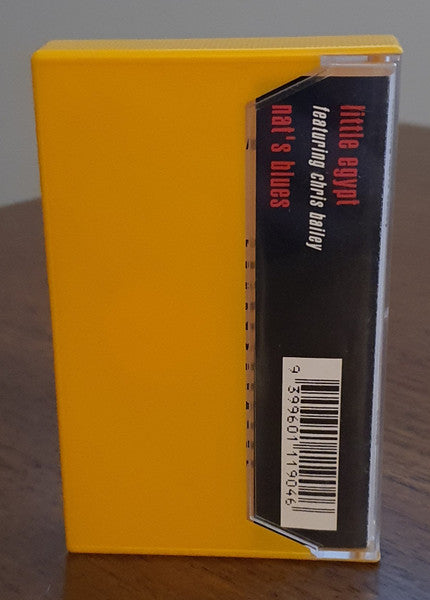 little egypt
featuring chris bailey
nat's blues
9 399601 119046